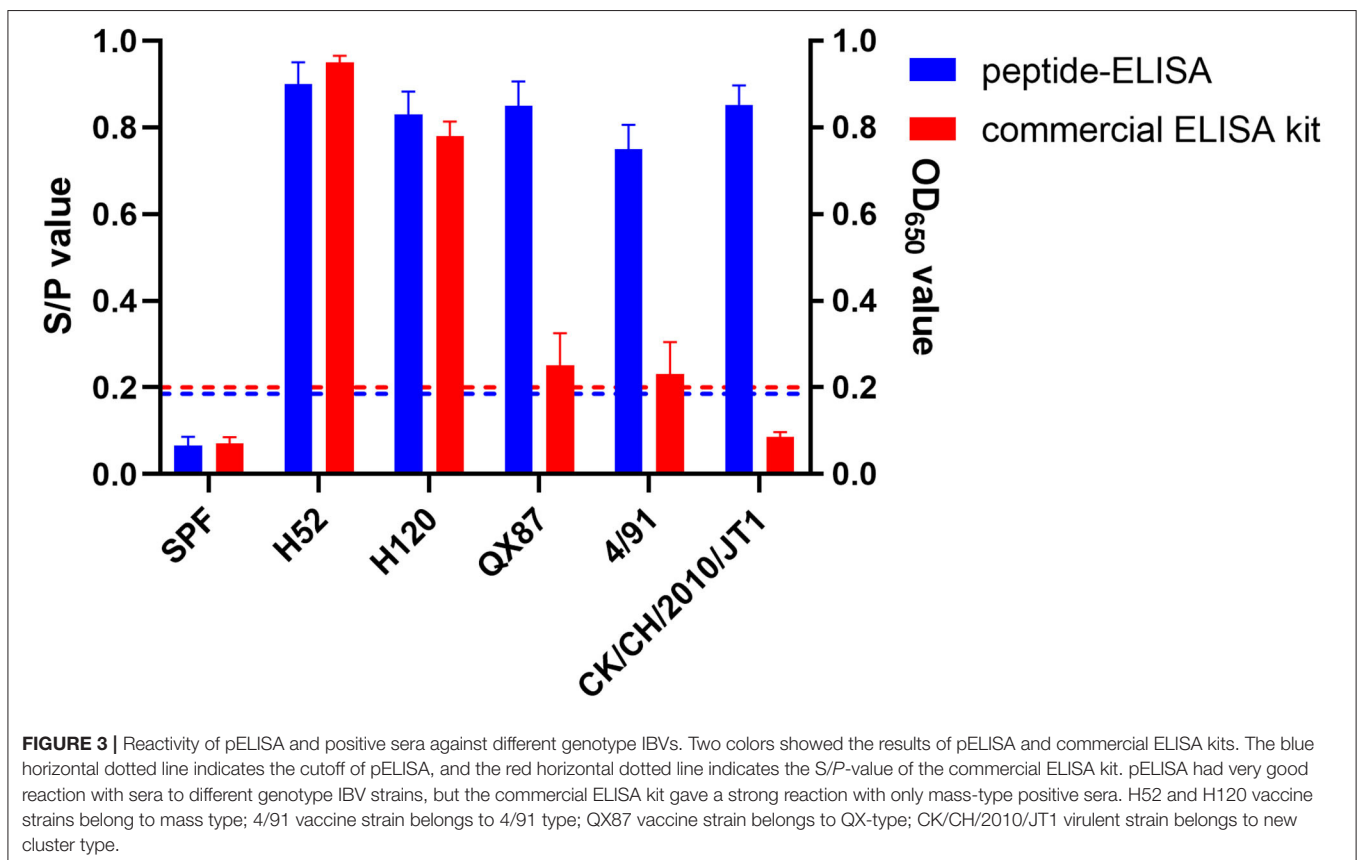 1.0
0.8
0.6
0.4
0.2
0.0
S/P value
1.0
0.8
0.6
0.4
0.2
0.0
OD650 value
peptide-ELISA
commercial ELISA kit
SPF
H52
H120
QX87
4/91
CK/CH/2010/JT1
FIGURE 3 | Reactivity of pELISA and positive sera against different genotype IBVs. Two colors showed the results of pELISA and commercial ELISA kits. The blue
horizontal dotted line indicates the cutoff of pELISA, and the red horizontal dotted line indicates the S/P-value of the commercial ELISA kit. pELISA had very good
reaction with sera to different genotype IBV strains, but the commercial ELISA kit gave a strong reaction with only mass-type positive sera. H52 and H120 vaccine
strains belong to mass type; 4/91 vaccine strain belongs to 4/91 type; QX87 vaccine strain belongs to QX-type; CK/CH/2010/JT1 virulent strain belongs to new
cluster type.